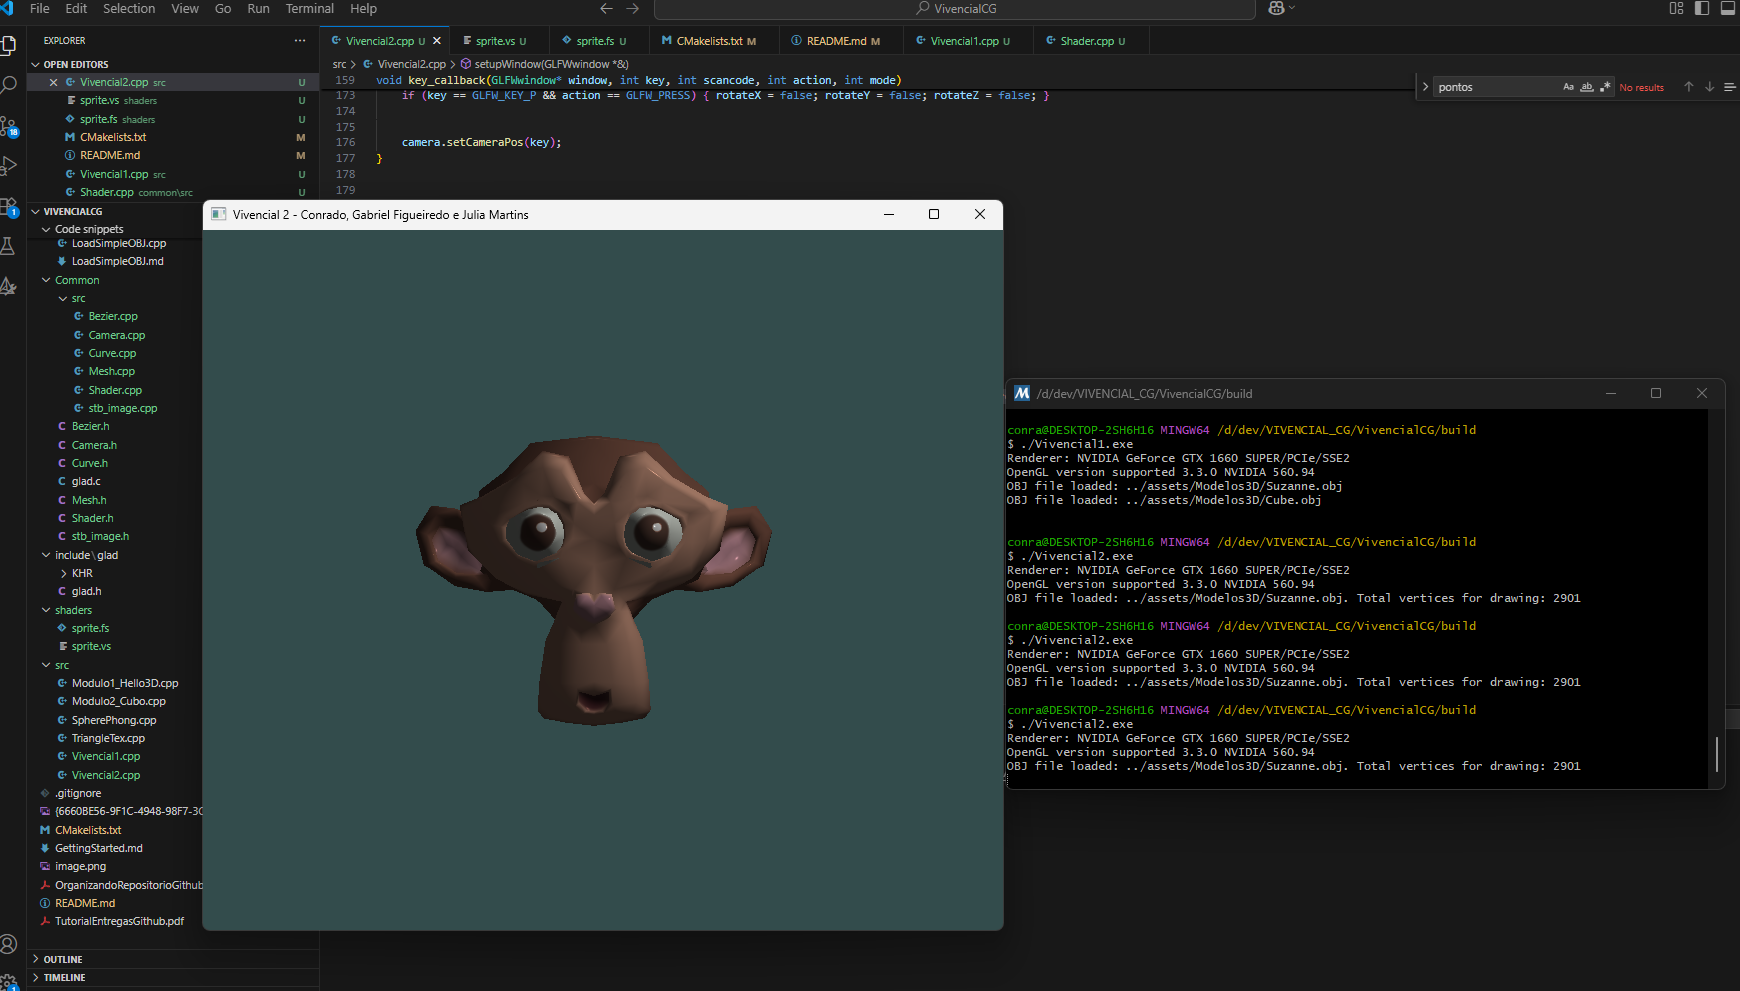 File Edit Selection View Go Run Terminal Help
VivencialCG
EXPLORER
OPEN EDITORS
Vivencial2.cpp src U
sprite.vs shaders U
sprite.fs shaders U
CMakelists.txt M
README.md M
Vivencial1.cpp src U
Shader.cpp common\src U
VIVENCIALCG
Code snippets
LoadSimpleOBJ.cpp
LoadSimpleOBJ.md
Common
src
Bezier.cpp
Camera.cpp
Curve.cpp
Mesh.cpp
Shader.cpp
stb_image.cpp
Bezier.h
Camera.h
Curve.h
glad.c
Mesh.h
Shader.h
stb_image.h
include\glad
KHR
glad.h
shaders
sprite.fs
sprite.vs
src
Modulo1_Hello3D.cpp
Modulo2_Cubo.cpp
SpherePhong.cpp
TriangleTex.cpp
Vivencial1.cpp
Vivencial2.cpp
.gitignore
{6660BE56-9F1C-4948-98F7-3C
CMakelists.txt
GettingStarted.md
image.png
OrganizandoRepositorioGithub
README.md
TutorialEntregasGithub.pdf
OUTLINE
TIMELINE
18
1
1
Vivencial2.cpp U
sprite.vs U
sprite.fs U
CMakelists.txt M
README.md M
Vivencial1.cpp U
Shader.cpp U
src > Vivencial2.cpp > setupWindow(GLFWwindow *&)
159 void key_callback(GLFWwindow* window, int key, int scancode, int action, int mode)
173 if (key == GLFW_KEY_P && action == GLFW_PRESS) { rotateX = false; rotateY = false; rotateZ = false; }
174
175
176 camera.setCameraPos(key);
177 }
178
179
pontos Aa ab .* No results
Vivencial 2 - Conrado, Gabriel Figueiredo e Julia Martins
M /d/dev/VIVENCIAL_CG/VivencialCG/build
conra@DESKTOP-2SH6H16 MINGW64 /d/dev/VIVENCIAL_CG/VivencialCG/build
$ ./Vivencial1.exe
Renderer: NVIDIA GeForce GTX 1660 SUPER/PCIe/SSE2
OpenGL version supported 3.3.0 NVIDIA 560.94
OBJ file loaded: ../assets/Modelos3D/Suzanne.obj
OBJ file loaded: ../assets/Modelos3D/Cube.obj
conra@DESKTOP-2SH6H16 MINGW64 /d/dev/VIVENCIAL_CG/VivencialCG/build
$ ./Vivencial2.exe
Renderer: NVIDIA GeForce GTX 1660 SUPER/PCIe/SSE2
OpenGL version supported 3.3.0 NVIDIA 560.94
OBJ file loaded: ../assets/Modelos3D/Suzanne.obj. Total vertices for drawing: 2901
conra@DESKTOP-2SH6H16 MINGW64 /d/dev/VIVENCIAL_CG/VivencialCG/build
$ ./Vivencial2.exe
Renderer: NVIDIA GeForce GTX 1660 SUPER/PCIe/SSE2
OpenGL version supported 3.3.0 NVIDIA 560.94
OBJ file loaded: ../assets/Modelos3D/Suzanne.obj. Total vertices for drawing: 2901
conra@DESKTOP-2SH6H16 MINGW64 /d/dev/VIVENCIAL_CG/VivencialCG/build
$ ./Vivencial2.exe
Renderer: NVIDIA GeForce GTX 1660 SUPER/PCIe/SSE2
OpenGL version supported 3.3.0 NVIDIA 560.94
OBJ file loaded: ../assets/Modelos3D/Suzanne.obj. Total vertices for drawing: 2901